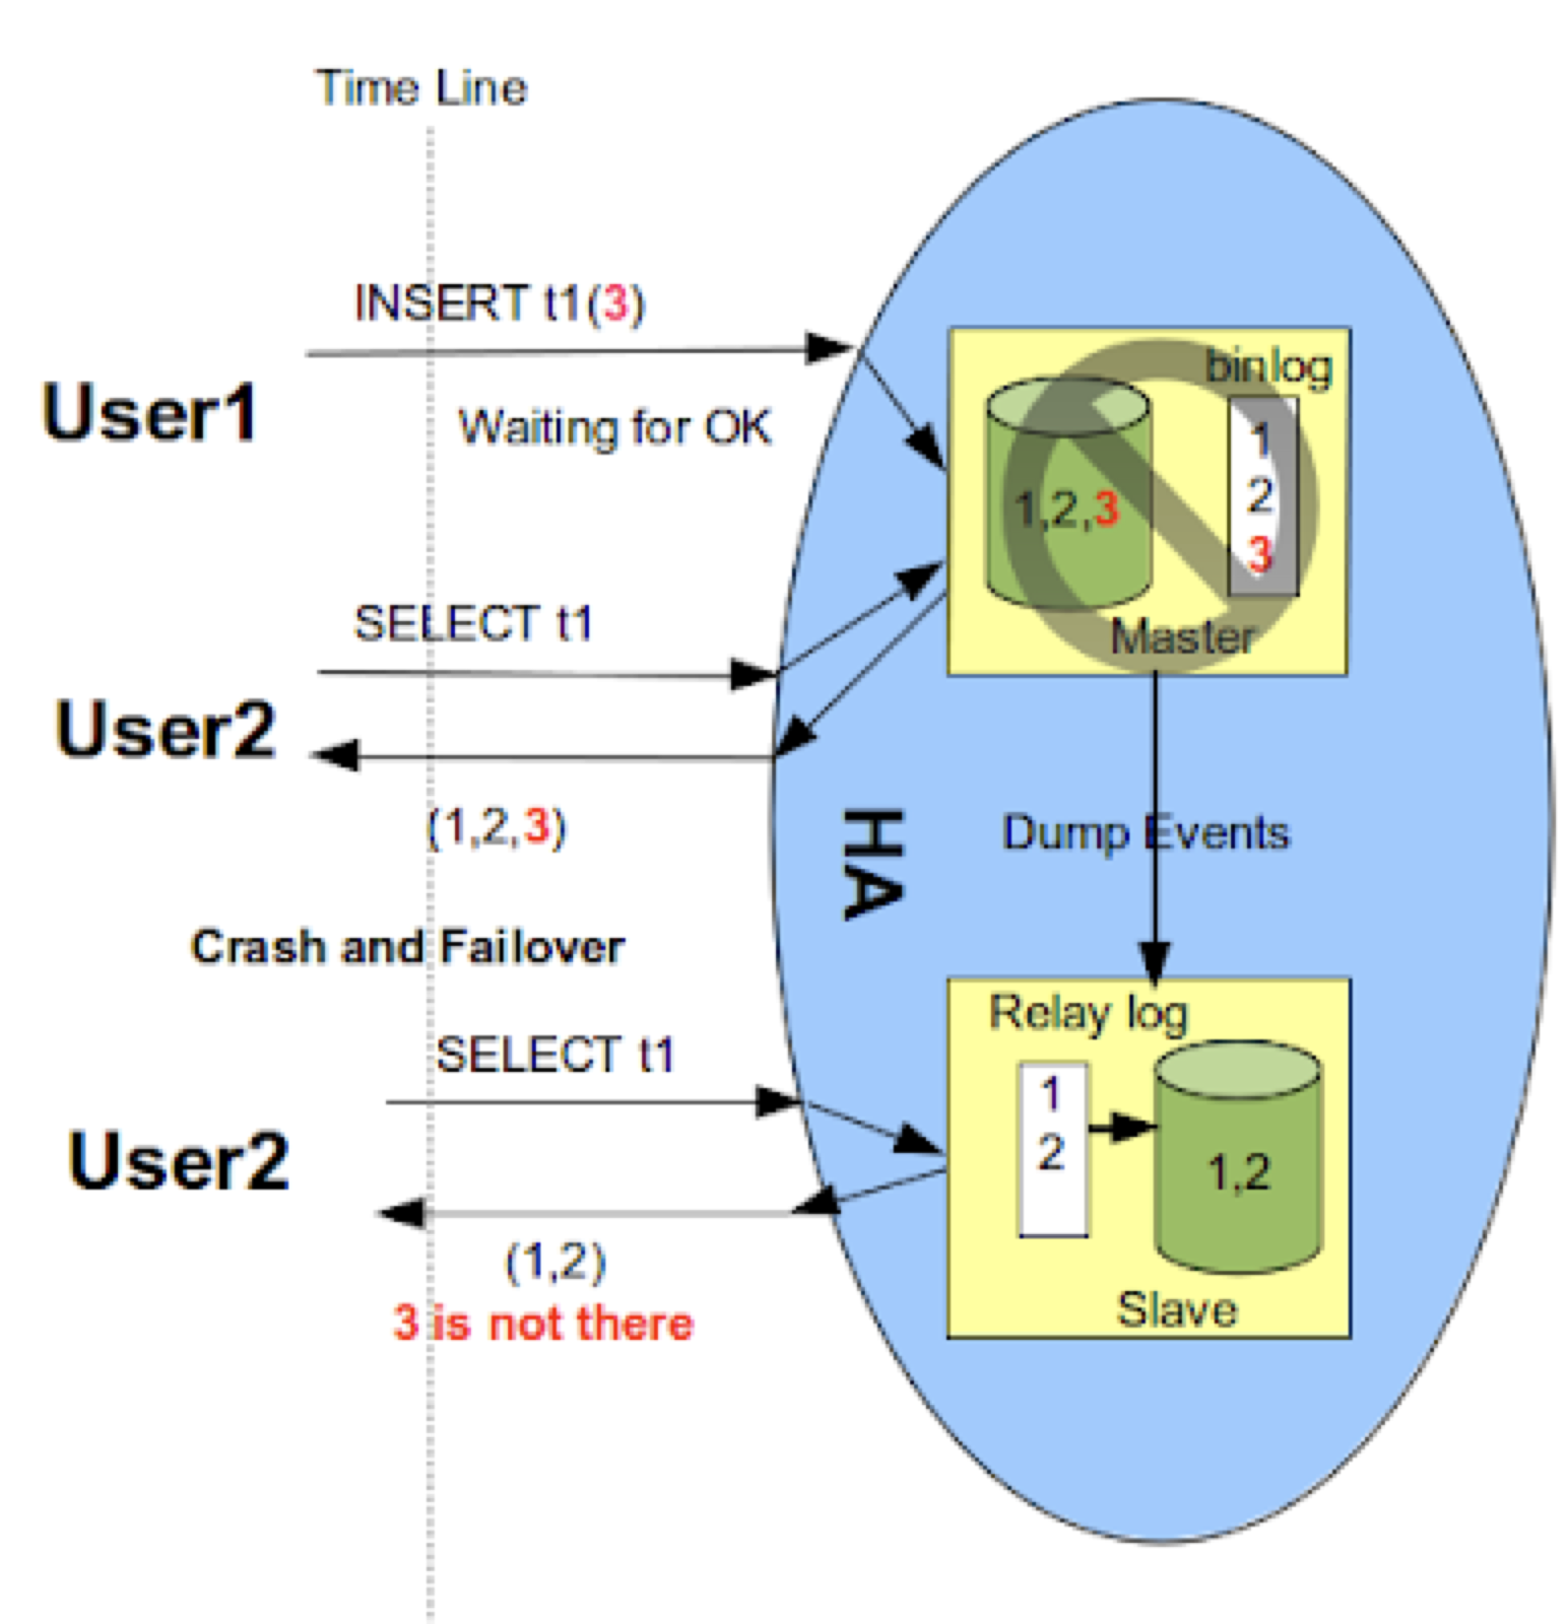 Time Line
INSERT t1(3)
User1
Waiting for OK
binlog
1
2
3
1,2,3
Master
SELECT t1
User2
(1,2,3)
HA
Dump Events
Crash and Failover
SELECT t1
User2
(1,2)
3 is not there
Relay log
1
2
1,2
Slave